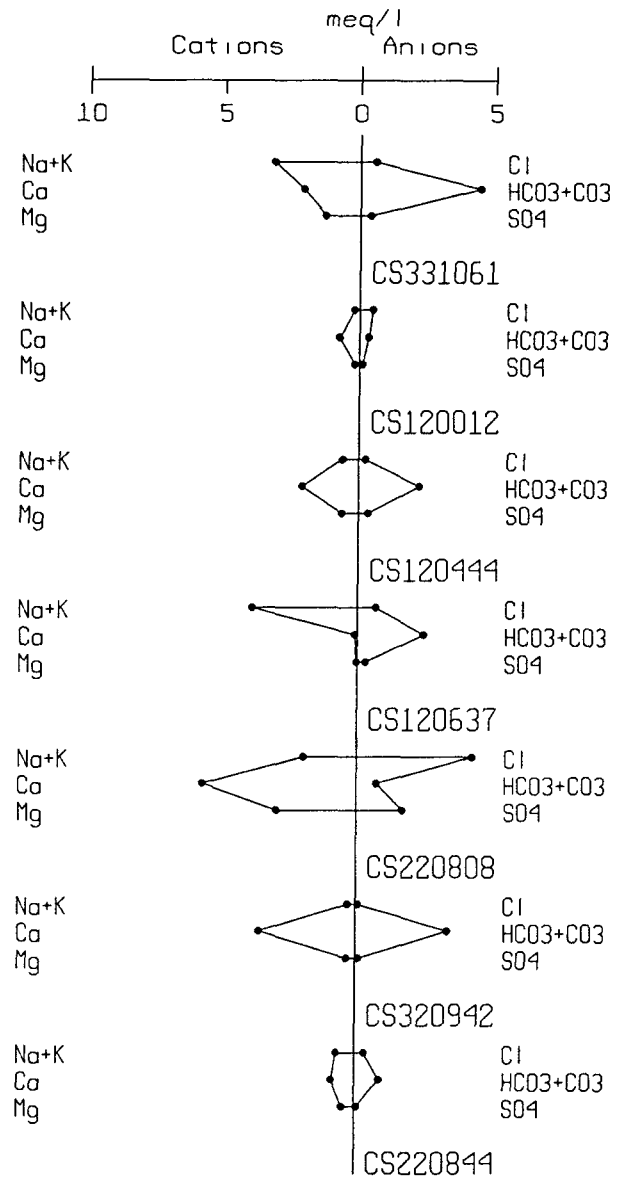 meq/l
Cations Anions
10 5 0 5
Na+K Cl
Ca HCO3+CO3
Mg SO4
CS331061
Na+K Cl
Ca HCO3+CO3
Mg SO4
CS120012
Na+K Cl
Ca HCO3+CO3
Mg SO4
CS120444
Na+K Cl
Ca HCO3+CO3
Mg SO4
CS120637
Na+K Cl
Ca HCO3+CO3
Mg SO4
CS220808
Na+K Cl
Ca HCO3+CO3
Mg SO4
CS320942
Na+K Cl
Ca HCO3+CO3
Mg SO4
CS220844